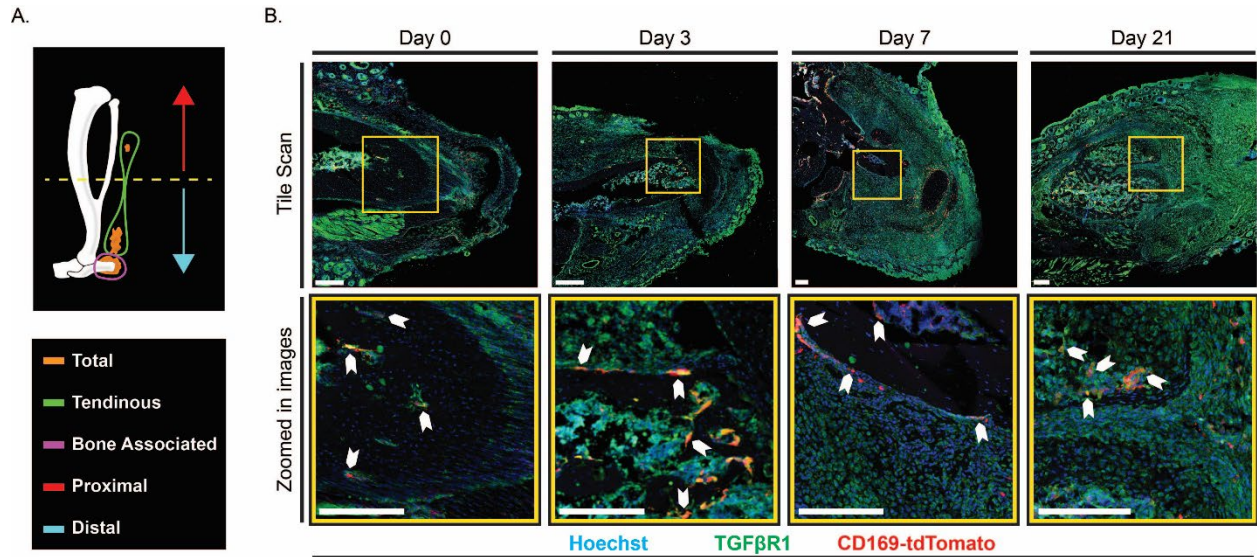 A.
B.
Day 0
Day 3
Day 7
Day 21
Tile Scan
Zoomed in images
Total
Tendinous
Bone Associated
Proximal
Distal
Hoechst TGFβR1 CD169-tdTomato